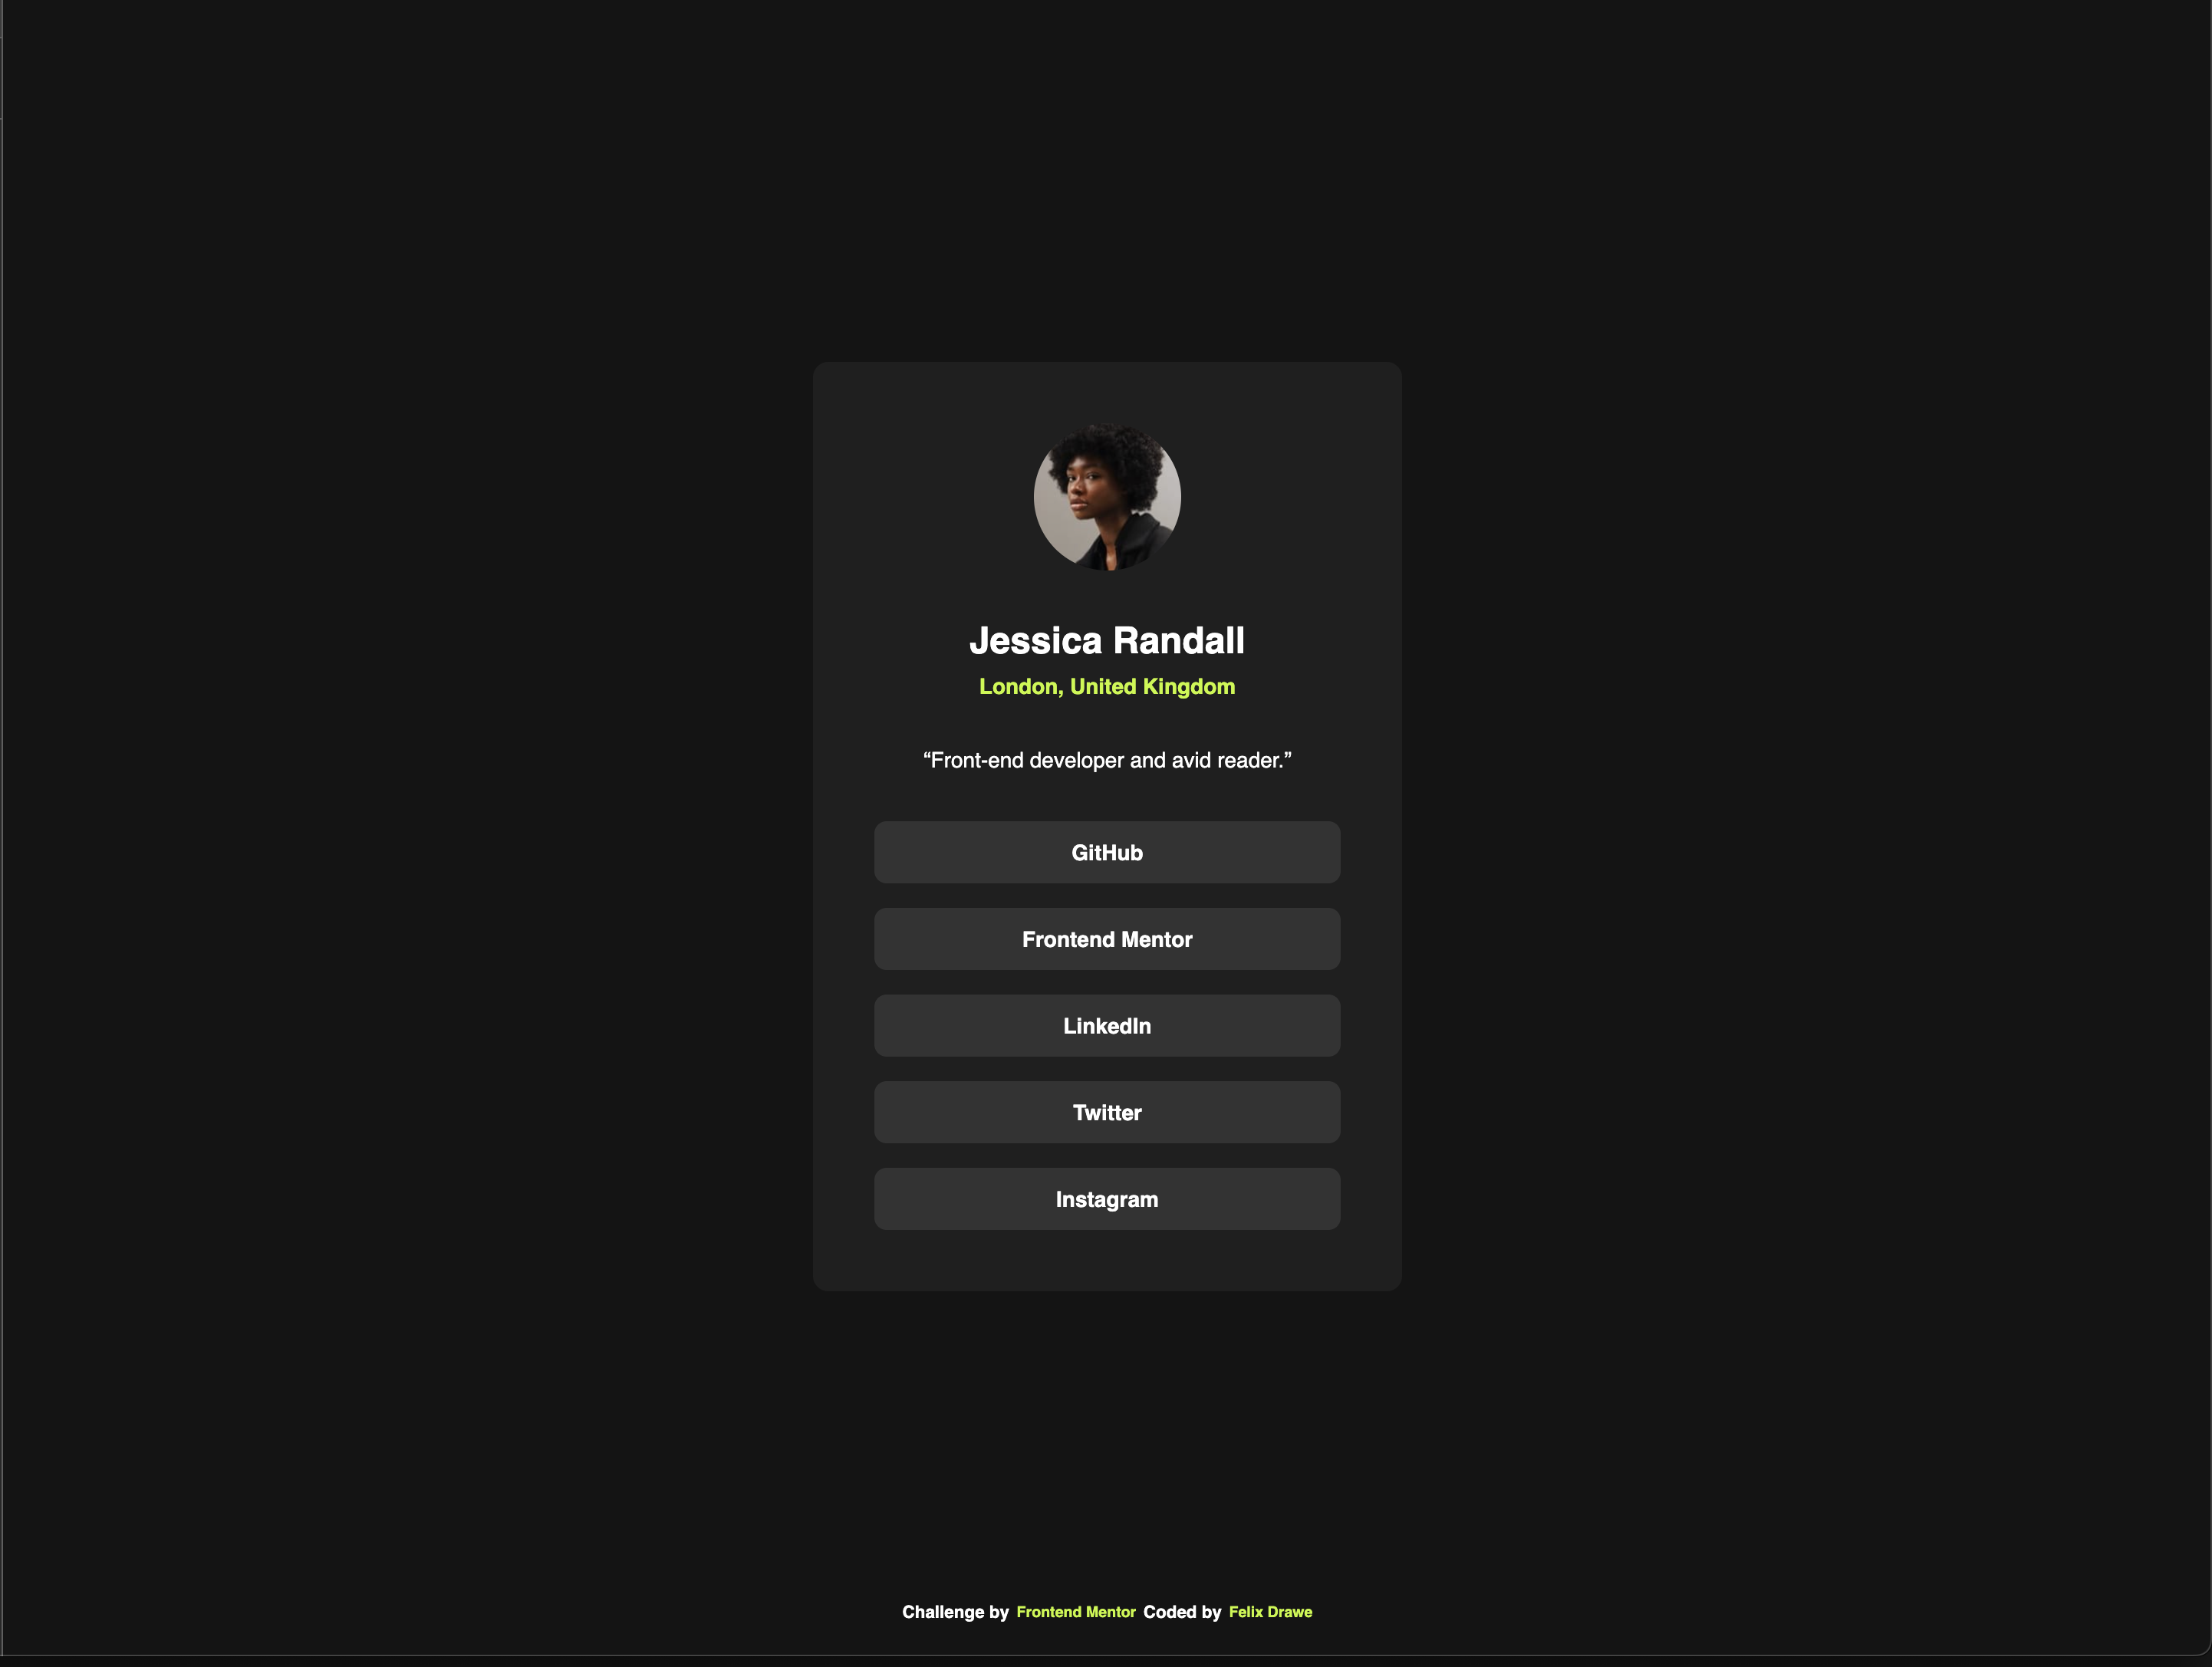 Jessica Randall
London, United Kingdom
“Front-end developer and avid reader.”
GitHub
Frontend Mentor
LinkedIn
Twitter
Instagram
Challenge by Frontend Mentor Coded by Felix Drawe